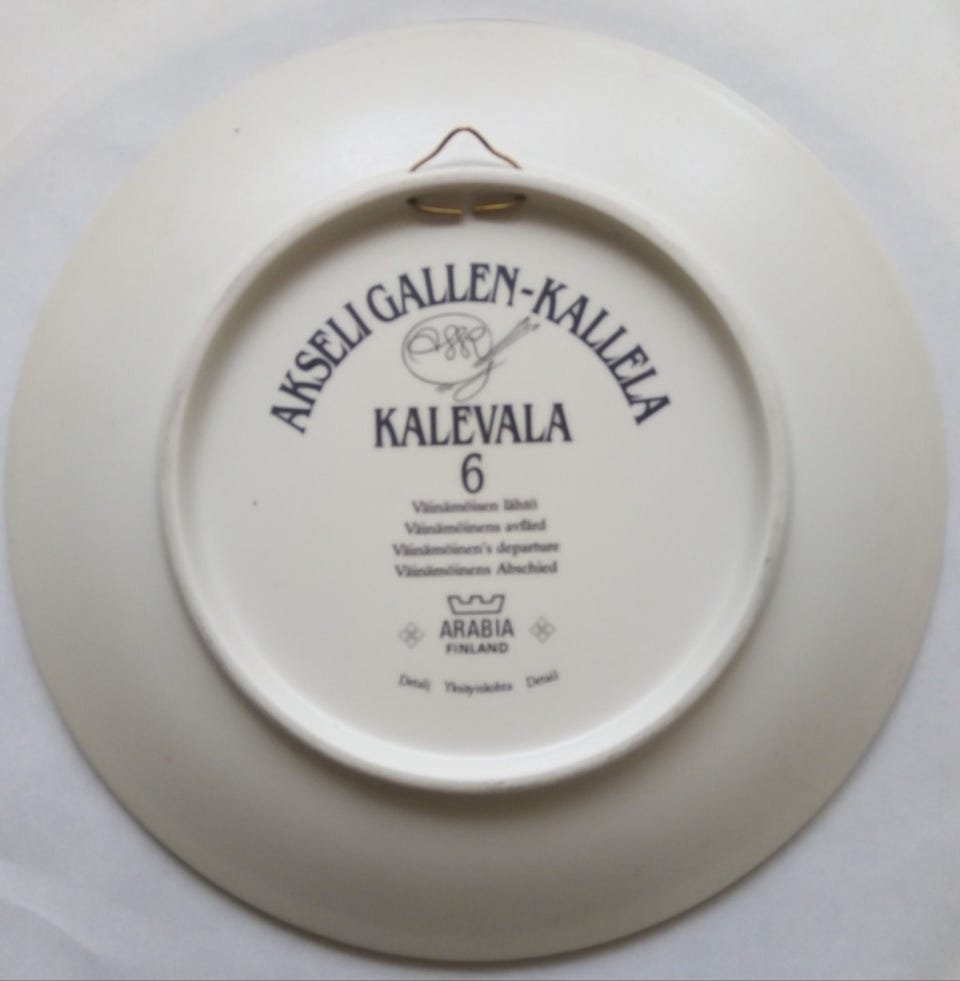 AKSELI GALLEN-KALLELA
KALEVALA
6
Väinämöisen lähtö
Väinämöinens avfärd
Väinämöinen's departure
Väinämöinens Abschied
ARABIA
FINLAND
Detalj Yksityiskohta Detail